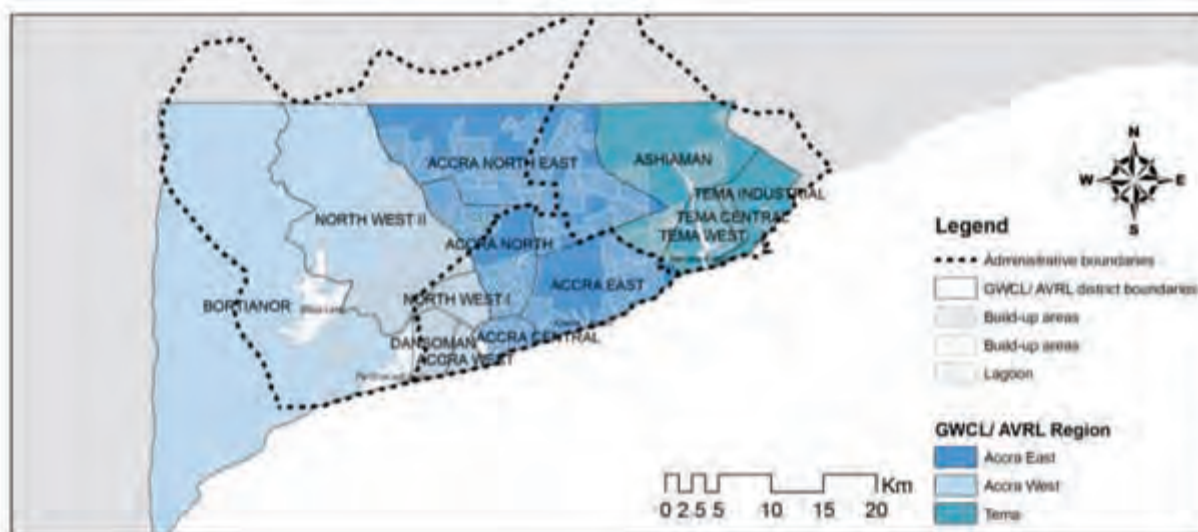 ACCRA NORTH EAST
ASHIAMAN
TEMA INDUSTRIAL
TEMA CENTRAL
TEMA WEST
NORTH WEST II
ACCRA NORTH
ACCRA EAST
BORTIANOR
NORTH WEST I
DANSOMAN
ACCRA CENTRAL
ACCRA WEST
N
W
E
S
Legend
Administrative boundaries
GWCL/ AVRL district boundaries
Build-up areas
Build-up areas
Lagoon
GWCL/ AVRL Region
Accra East
Accra West
Tema
Km
0 2.5 5 10 15 20